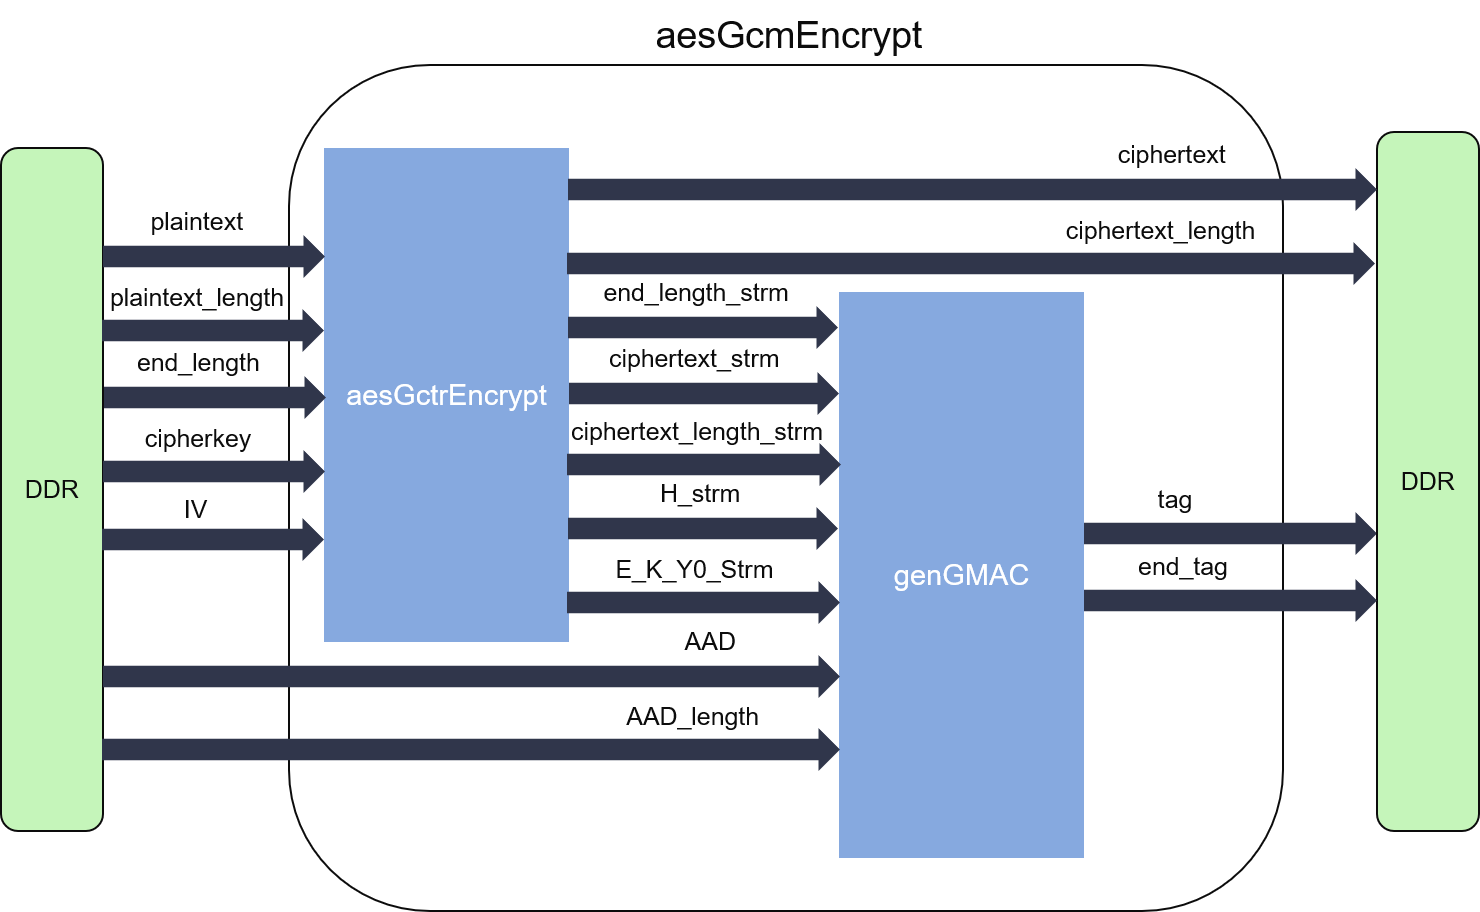 aesGcmEncrypt
ciphertext
plaintext
ciphertext_length
plaintext_length
end_length_strm
end_length
ciphertext_strm
aesGctrEncrypt
cipherkey
ciphertext_length_strm
DDR
H_strm
DDR
IV
tag
E_K_Y0_Strm
genGMAC
end_tag
AAD
AAD_length